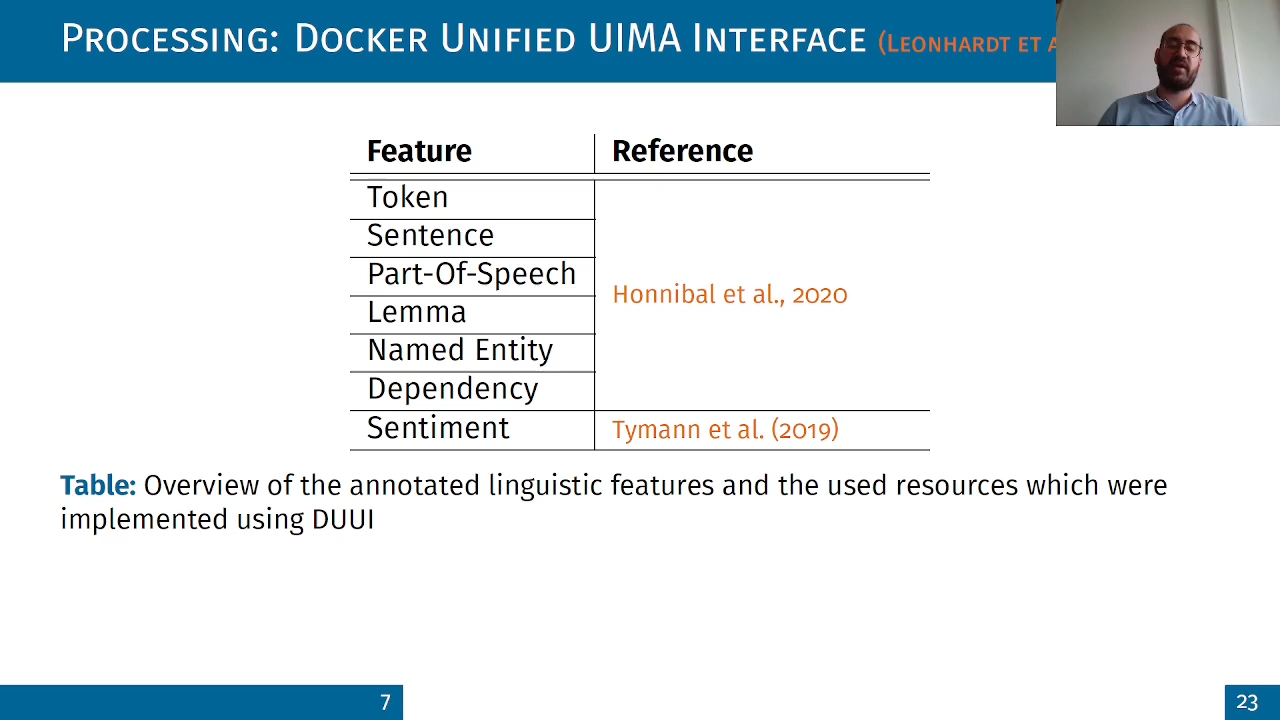 Processing: Docker Unified UIMA Interface (Leonhardt et a
Feature Reference
Token
Sentence
Part-Of-Speech
Honnibal et al., 2020
Lemma
Named Entity
Dependency
Sentiment Tymann et al. (2019)
Table: Overview of the annotated linguistic features and the used resources which were
implemented using DUUI
7 23